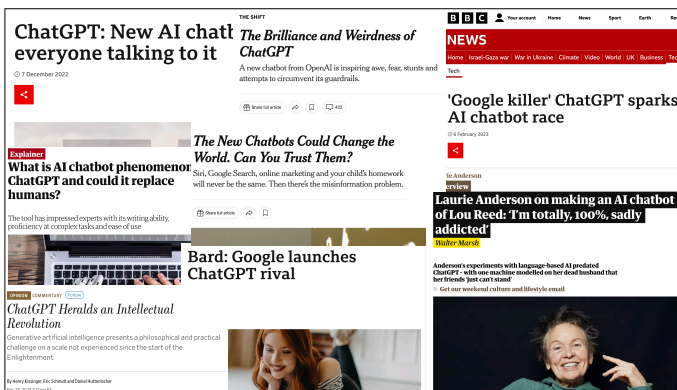 ChatGPT: New AI chatb
everyone talking to it
7 December 2022
THE SHIFT
The Brilliance and Weirdness of
ChatGPT
A new chatbot from OpenAI is inspiring awe, fear, stunts and
attempts to circumvent its guardrails.
Share full article
423
BBC
Your account Home News Sport Earth
NEWS
Home Israel-Gaza war War in Ukraine Climate Video World UK Business Tec
Tech
'Google killer' ChatGPT sparks
AI chatbot race
6 February 2023
Explainer
What is AI chatbot phenomenon
ChatGPT and could it replace
humans?
The tool has impressed experts with its writing ability,
proficiency at complex tasks and ease of use
The New Chatbots Could Change the
World. Can You Trust Them?
Siri, Google Search, online marketing and your child's homework
will never be the same. Then there's the misinformation problem.
Share full article
ie Anderson
erview
Laurie Anderson on making an AI chatbot
of Lou Reed: 'I'm totally, 100%, sadly
addicted'
Walter Marsh
Anderson's experiments with language-based AI predated
ChatGPT – with one machine modelled on her dead husband that
her friends 'just can't stand'
Get our weekend culture and lifestyle email
Bard: Google launches
ChatGPT rival
OPINION COMMENTARY Follow
ChatGPT Heralds an Intellectual
Revolution
Generative artificial intelligence presents a philosophical and practical
challenge on a scale not experienced since the start of the
Enlightenment.
By Henry Kissinger, Eric Schmidt and Daniel Huttenlocher